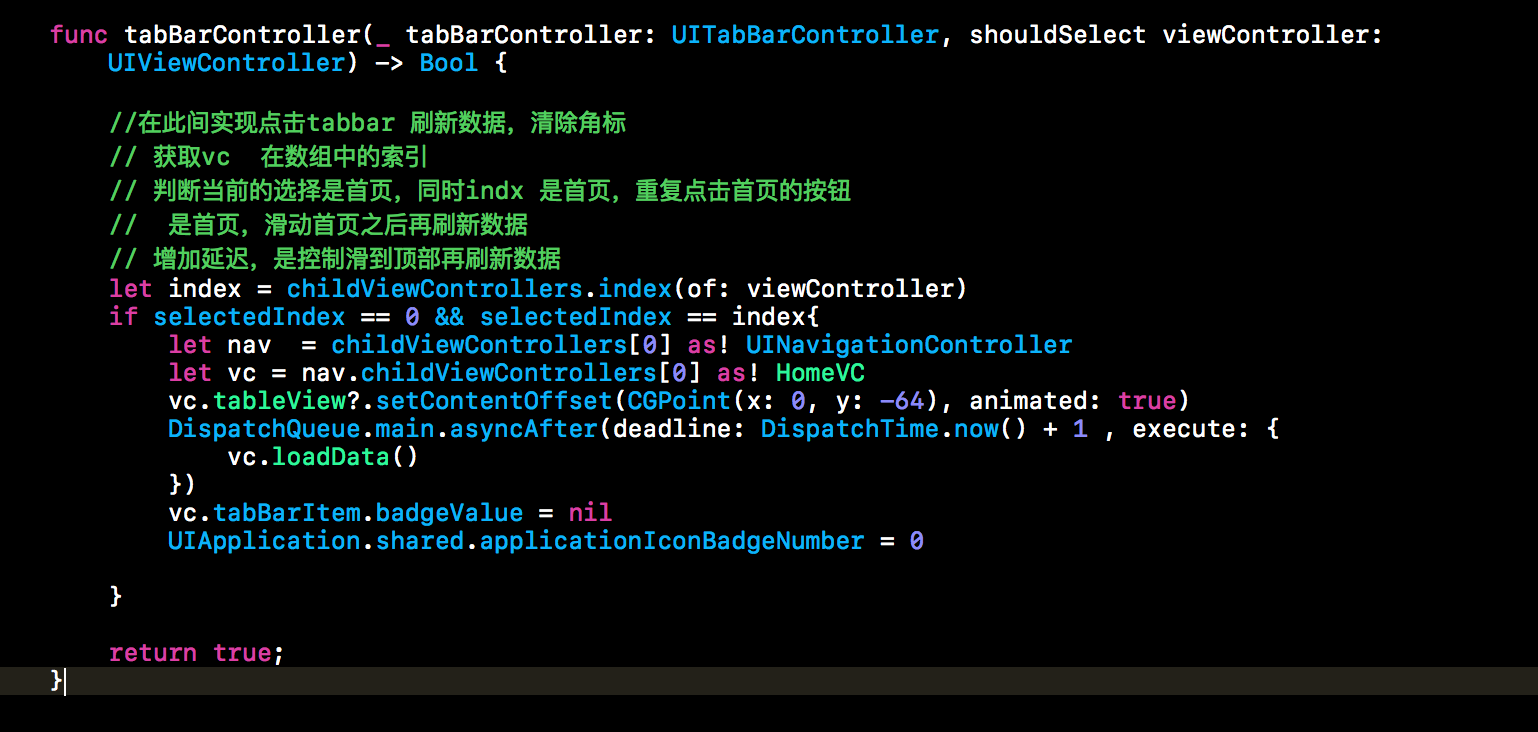 func tabBarController(_ tabBarController: UITabBarController, shouldSelect viewController:
UIViewController) -> Bool {
//在此间实现点击tabbar 刷新数据，清除角标
// 获取vc  在数组中的索引
// 判断当前的选择是首页，同时indx 是首页，重复点击首页的按钮
//  是首页，滑动首页之后再刷新数据
// 增加延迟，是控制滑到顶部再刷新数据
let index = childViewControllers.index(of: viewController)
if selectedIndex == 0 && selectedIndex == index{
let nav  = childViewControllers[0] as! UINavigationController
let vc = nav.childViewControllers[0] as! HomeVC
vc.tableView?.setContentOffset(CGPoint(x: 0, y: -64), animated: true)
DispatchQueue.main.asyncAfter(deadline: DispatchTime.now() + 1 , execute: {
vc.loadData()
})
vc.tabBarItem.badgeValue = nil
UIApplication.shared.applicationIconBadgeNumber = 0
}
return true;
}